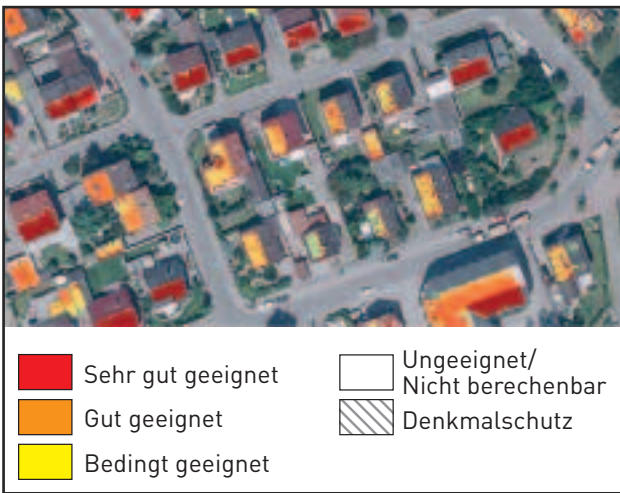 Sehr gut geeignet
Gut geeignet
Bedingt geeignet
Ungeeignet/
Nicht berechenbar
Denkmalschutz